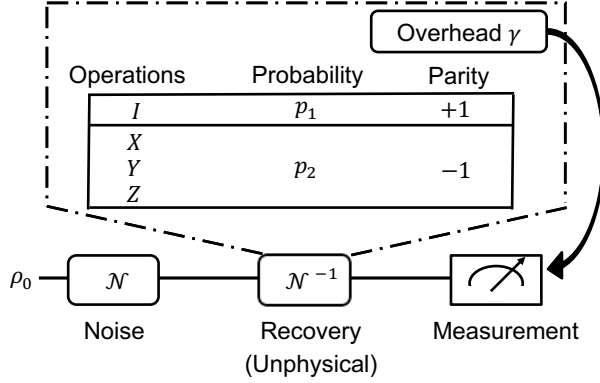 Overhead γ
Operations Probability Parity
I p₁ +1
X
Y p₂ −1
Z
ρ₀ 𝒩 𝒩⁻¹
Noise Recovery Measurement
(Unphysical)